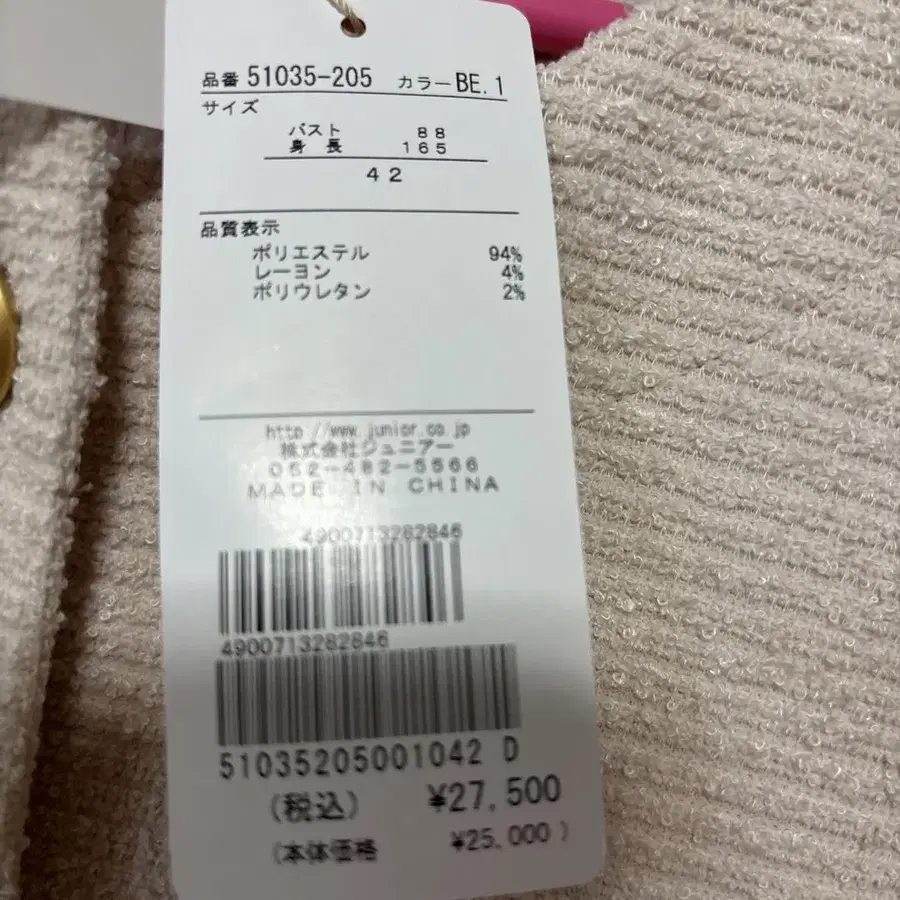 品番 51035-205 カラー BE.1
サイズ
バスト 88
身長 165
42
品質表示
ポリエステル 94%
レーヨン 4%
ポリウレタン 2%
http://www.junior.co.jp
株式会社ジュニアー
052-482-5566
MADE IN CHINA
4900713282846
4900713282846
51035205001042 D
(税込) ¥27,500
(本体価格 ¥25,000)